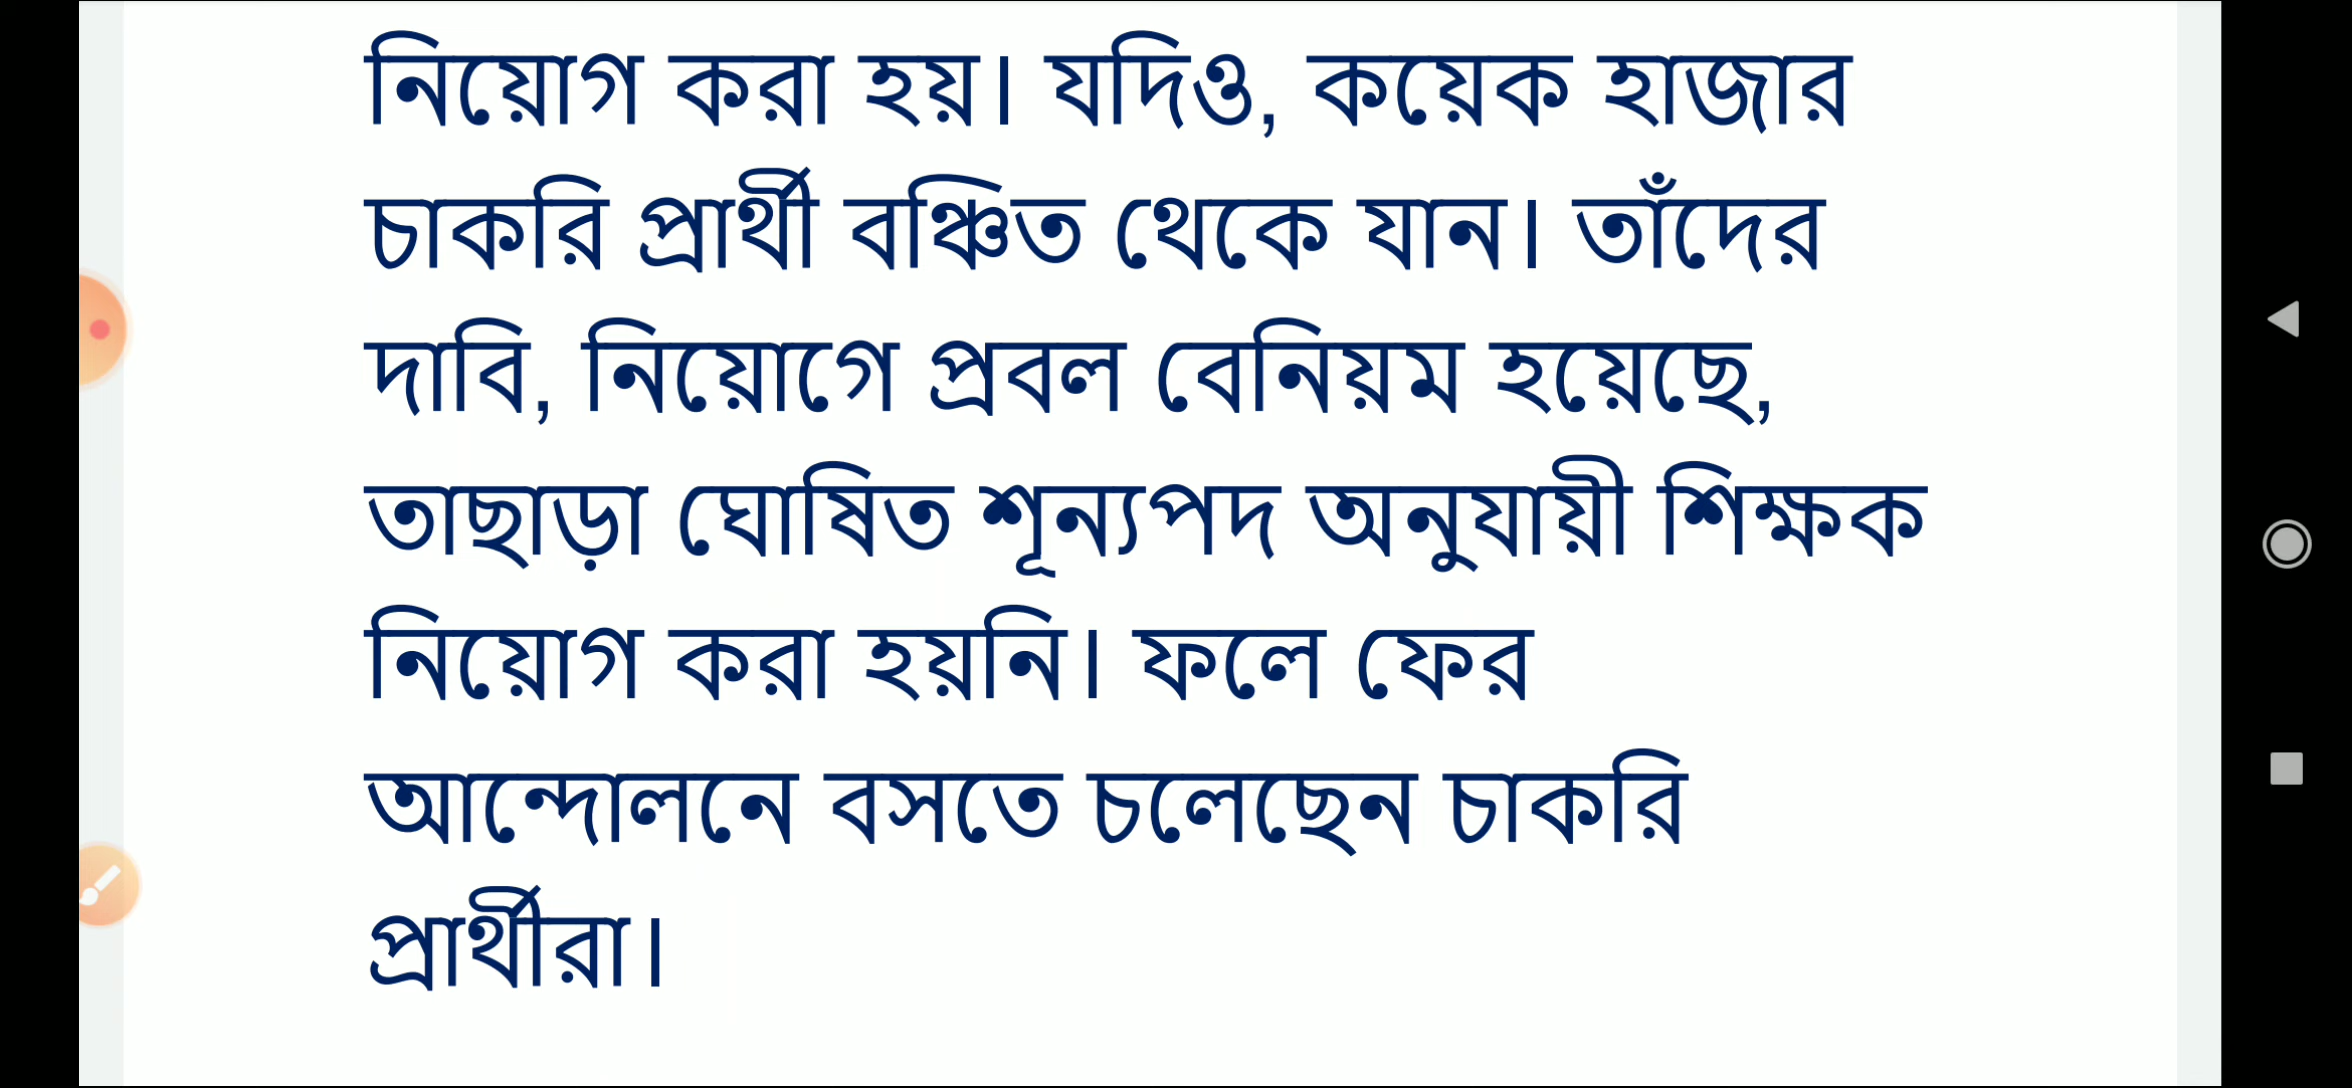 নিয়োগ করা হয়। যদিও, কয়েক হাজার
চাকরি প্রার্থী বঞ্চিত থেকে যান। তাঁদের
দাবি, নিয়োগে প্রবল বেনিয়ম হয়েছে,
তাছাড়া ঘোষিত শূন্যপদ অনুযায়ী শিক্ষক
নিয়োগ করা হয়নি। ফলে ফের
আন্দোলনে বসতে চলেছেন চাকরি
প্রার্থীরা।